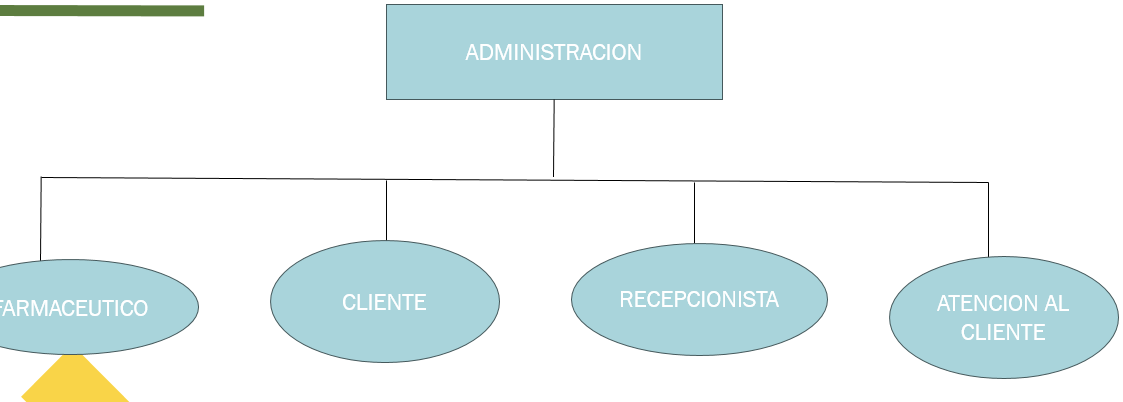 ADMINISTRACION
FARMACEUTICO
CLIENTE
RECEPCIONISTA
ATENCION AL
CLIENTE